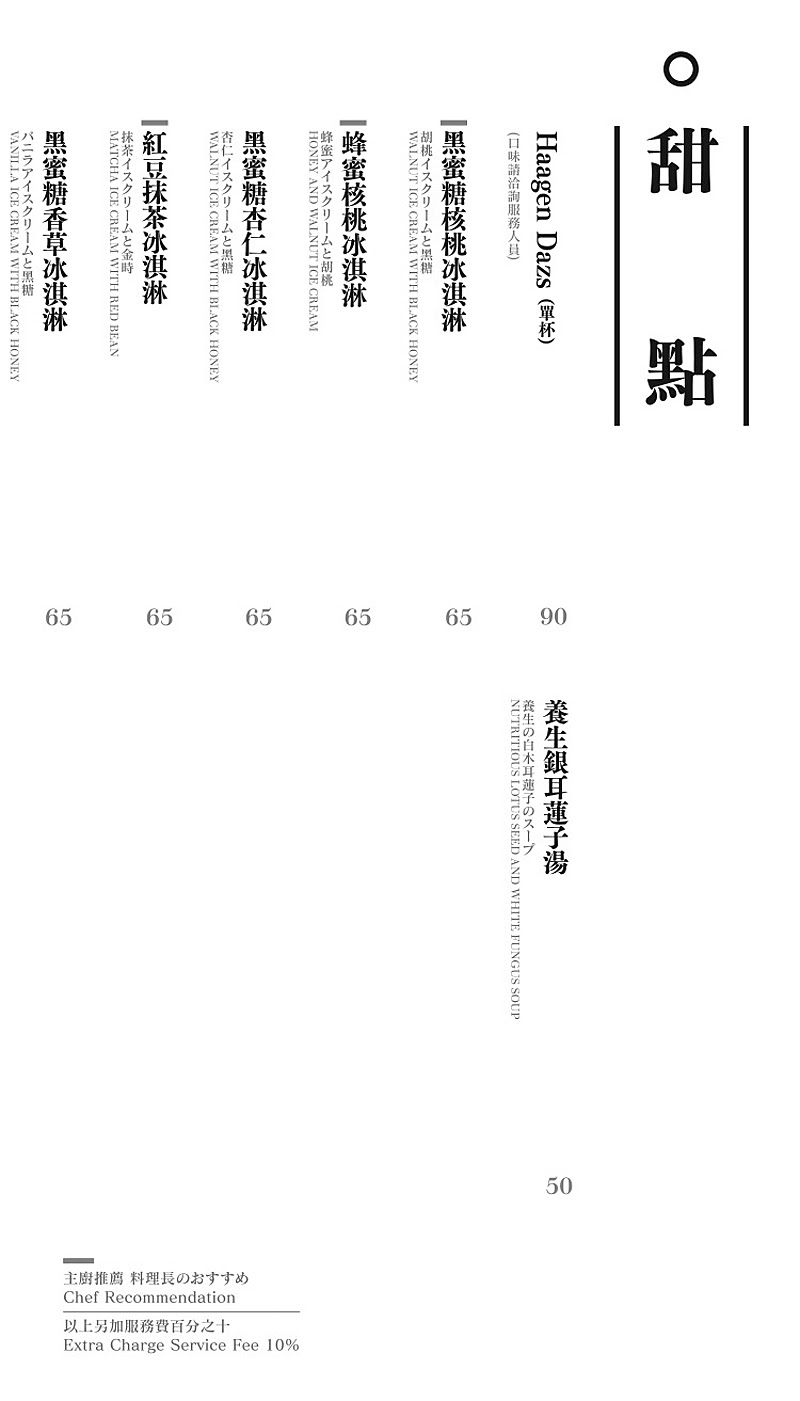 甜點
Haagen Dazs (單杯)
(口味請洽詢服務人員)
90
黑蜜糖核桃冰淇淋
胡桃イスクリームと黒糖
WALNUT ICE CREAM WITH BLACK HONEY
65
蜂蜜核桃冰淇淋
蜂蜜アイスクリームと胡桃
HONEY AND WALNUT ICE CREAM
65
黑蜜糖杏仁冰淇淋
杏仁イスクリームと黒糖
WALNUT ICE CREAM WITH BLACK HONEY
65
紅豆抹茶冰淇淋
抹茶イスクリームと金時
MATCHA ICE CREAM WITH RED BEAN
65
黑蜜糖香草冰淇淋
バニラアイスクリームと黒糖
VANILLA ICE CREAM WITH BLACK HONEY
65
養生銀耳蓮子湯
養生の白木耳蓮子のスープ
NUTRITIOUS LOTUS SEED AND WHITE FUNGUS SOUP
50
主廚推薦 料理長のおすすめ
Chef Recommendation
以上另加服務費百分之十
Extra Charge Service Fee 10%